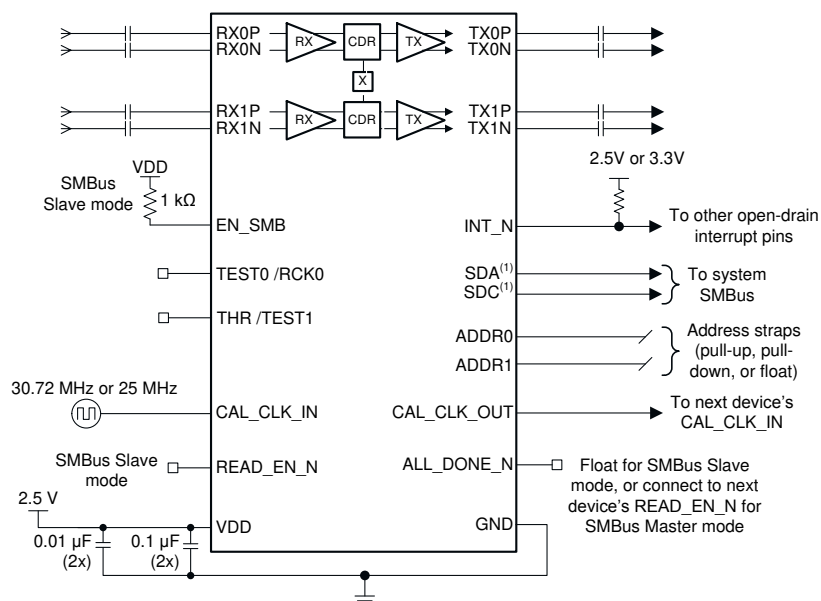 RX0P
RX0N
RX
CDR
TX
TX0P
TX0N
X
RX1P
RX1N
RX
CDR
TX
TX1P
TX1N
VDD
SMBus
Slave mode
1 kΩ
EN_SMB
2.5V or 3.3V
INT_N
To other open-drain
interrupt pins
TEST0 /RCK0
SDA(1)
SDC(1)
To system
SMBus
THR /TEST1
ADDR0
ADDR1
Address straps
(pull-up, pull-
down, or float)
30.72 MHz or 25 MHz
CAL_CLK_IN
CAL_CLK_OUT
To next device's
CAL_CLK_IN
SMBus Slave
mode
READ_EN_N
ALL_DONE_N
Float for SMBus Slave
mode, or connect to next
device's READ_EN_N for
SMBus Master mode
2.5 V
VDD
GND
0.01 µF
(2x)
0.1 µF
(2x)